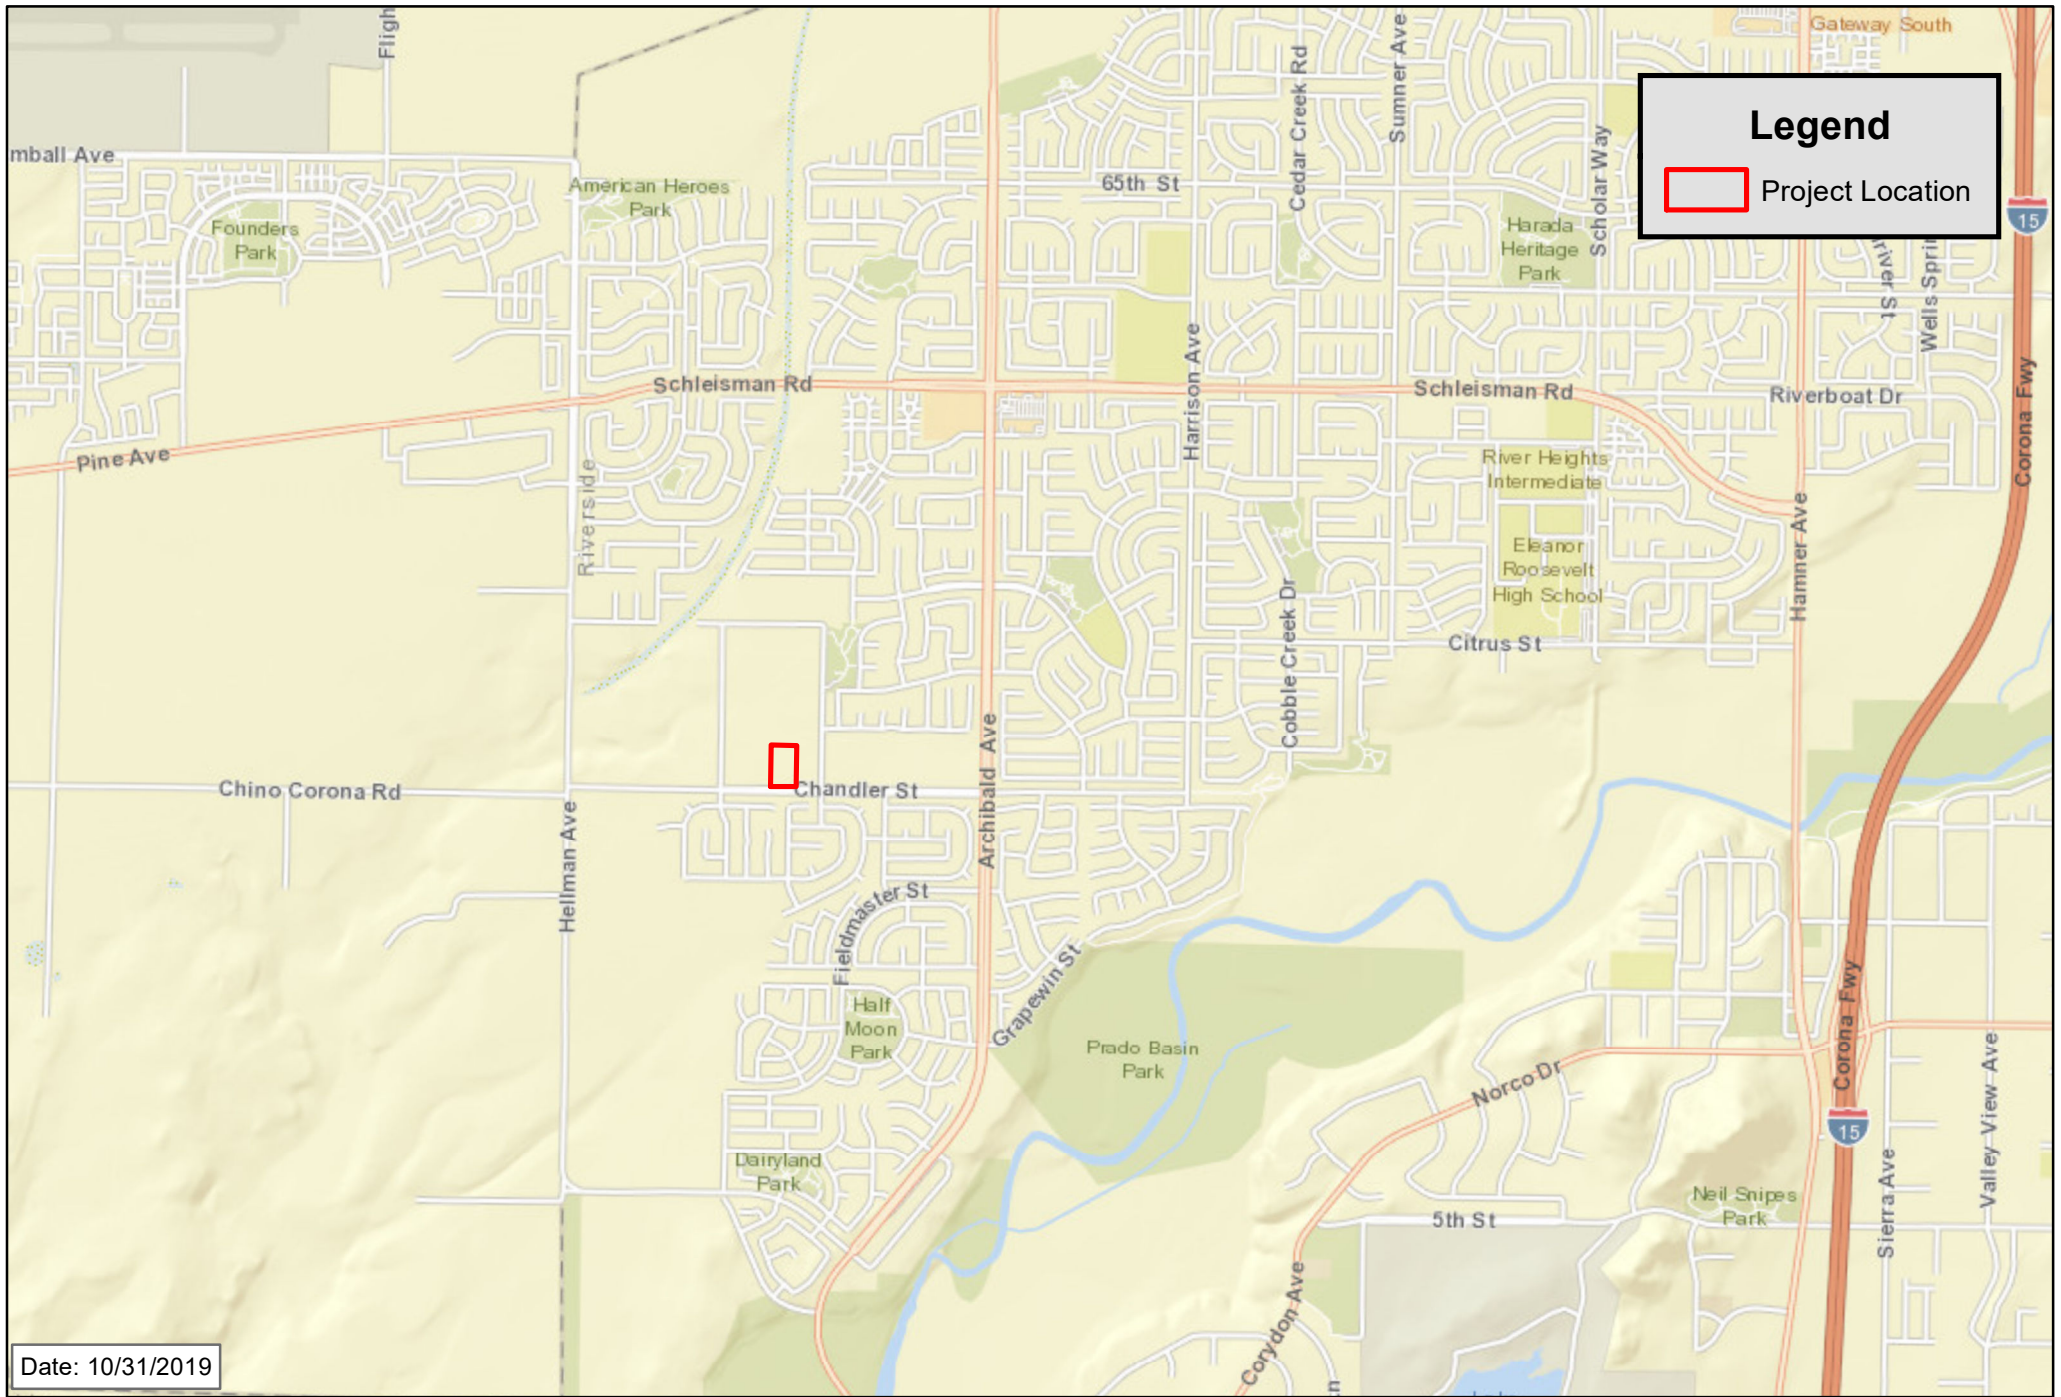 Fligh
Gateway South
Legend
Project Location
mball Ave
American Heroes
Park
Founders
Park
65th St
Cedar Creek Rd
Sumner Ave
Scholar Way
Harada
Heritage
Park
15
river St
Wells Sprin
Schleisman Rd
Schleisman Rd
Riverboat Dr
Harrison Ave
Corona Fwy
Pine Ave
Riverside
River Heights
Intermediate
Eleanor
Roosevelt
High School
Hamner Ave
Cobble Creek Dr
Citrus St
Archibald Ave
Chino Corona Rd
Chandler St
Hellman Ave
Fieldmaster St
Grapewin St
Half
Moon
Park
Prado Basin
Park
Norco Dr
Corona Fwy
15
Valley View Ave
Sierra Ave
Dairyland
Park
Neil Snipes
Park
5th St
Corydon Ave
Date: 10/31/2019